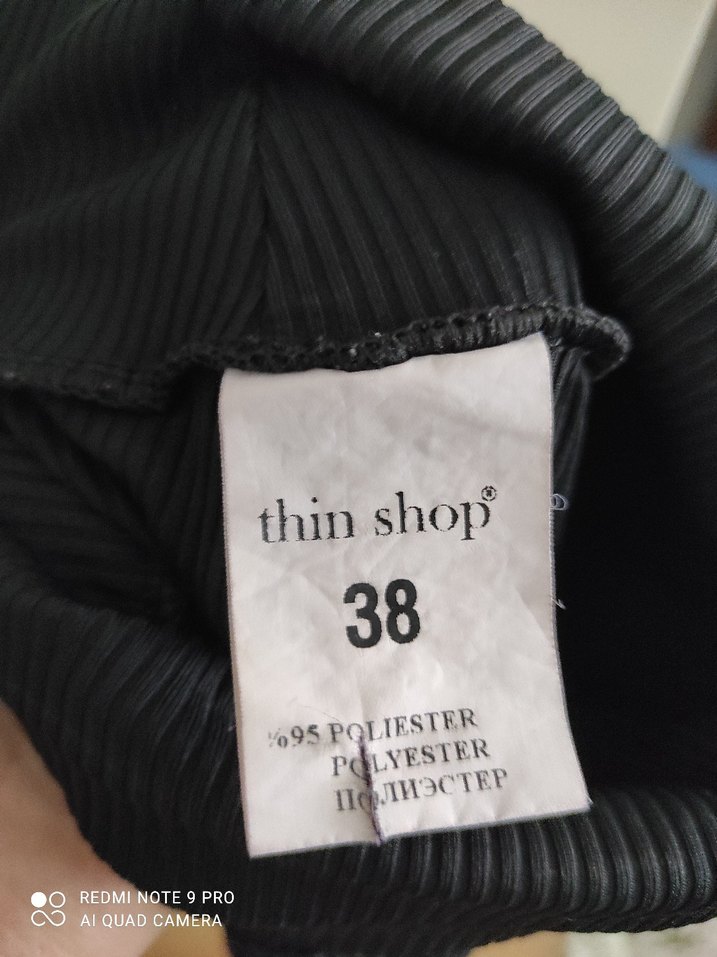 thin shop®
38
%95 POLIESTER
POLYESTER
ПОЛИЭСТЕР
REDMI NOTE 9 PRO
AI QUAD CAMERA